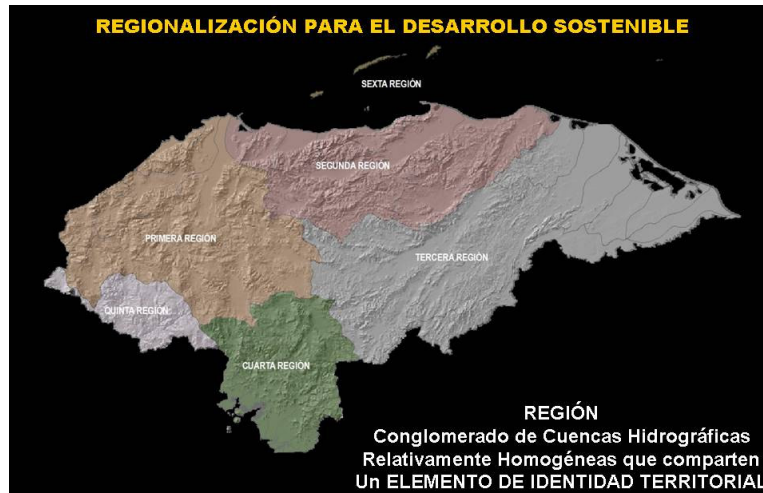 REGIONALIZACIÓN PARA EL DESARROLLO SOSTENIBLE
SEXTA REGIÓN
SEGUNDA REGIÓN
PRIMERA REGIÓN
TERCERA REGIÓN
QUINTA REGIÓN
CUARTA REGIÓN
REGIÓN
Conglomerado de Cuencas Hidrográficas
Relativamente Homogéneas que comparten
Un ELEMENTO DE IDENTIDAD TERRITORIAL